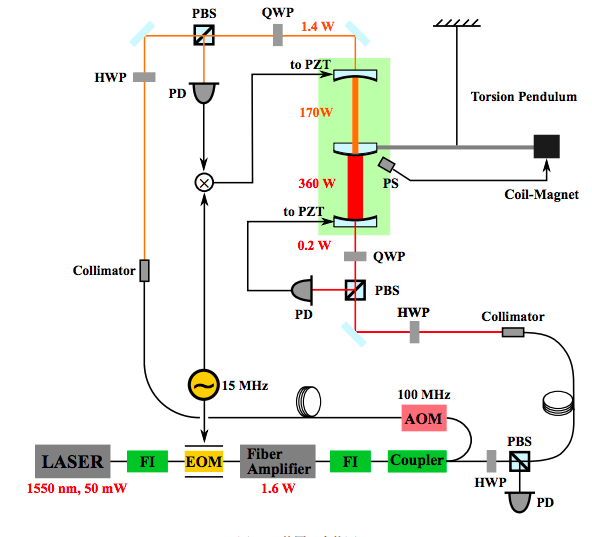 PBS
QWP
1.4 W
HWP
PD
to PZT
170W
Torsion Pendulum
360 W
PS
Coil-Magnet
to PZT
0.2 W
QWP
Collimator
PD
PBS
HWP
Collimator
15 MHz
100 MHz
AOM
PBS
LASER
FI
EOM
Fiber
Amplifier
FI
Coupler
HWP
PD
1550 nm, 50 mW
1.6 W